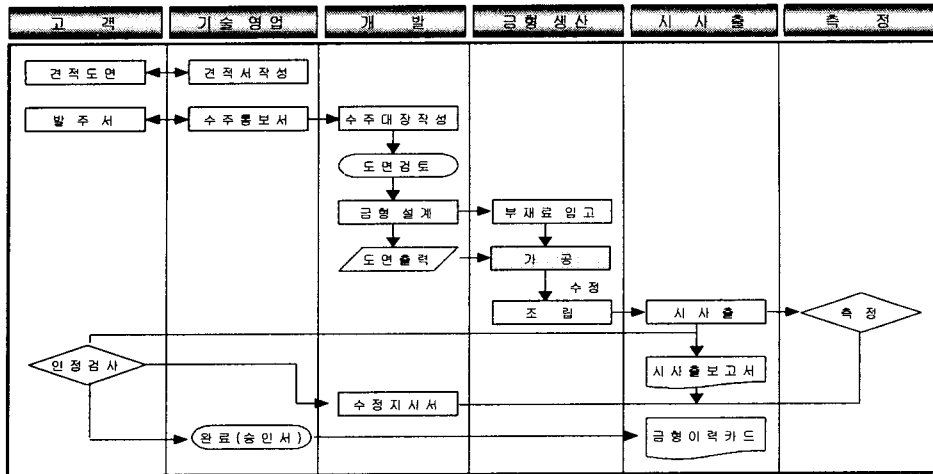 고 객 기 술 영 업 개 발 금 형 생 산 시 사 출 측 정
견 적 도 면 견 적 서 작 성
발 주 서 수 주 통 보 서 수 주 대 장 작 성
도 면 검 토
금 형 설 계 부 재 료 입 고
도 면 출 력 가 공
수 정
조 립 시 사 출 측 정
인 정 검 사 시 사 출 보 고 서
수 정 지 시 서
완 료 ( 승 인 서 ) 금 형 이 력 카 드